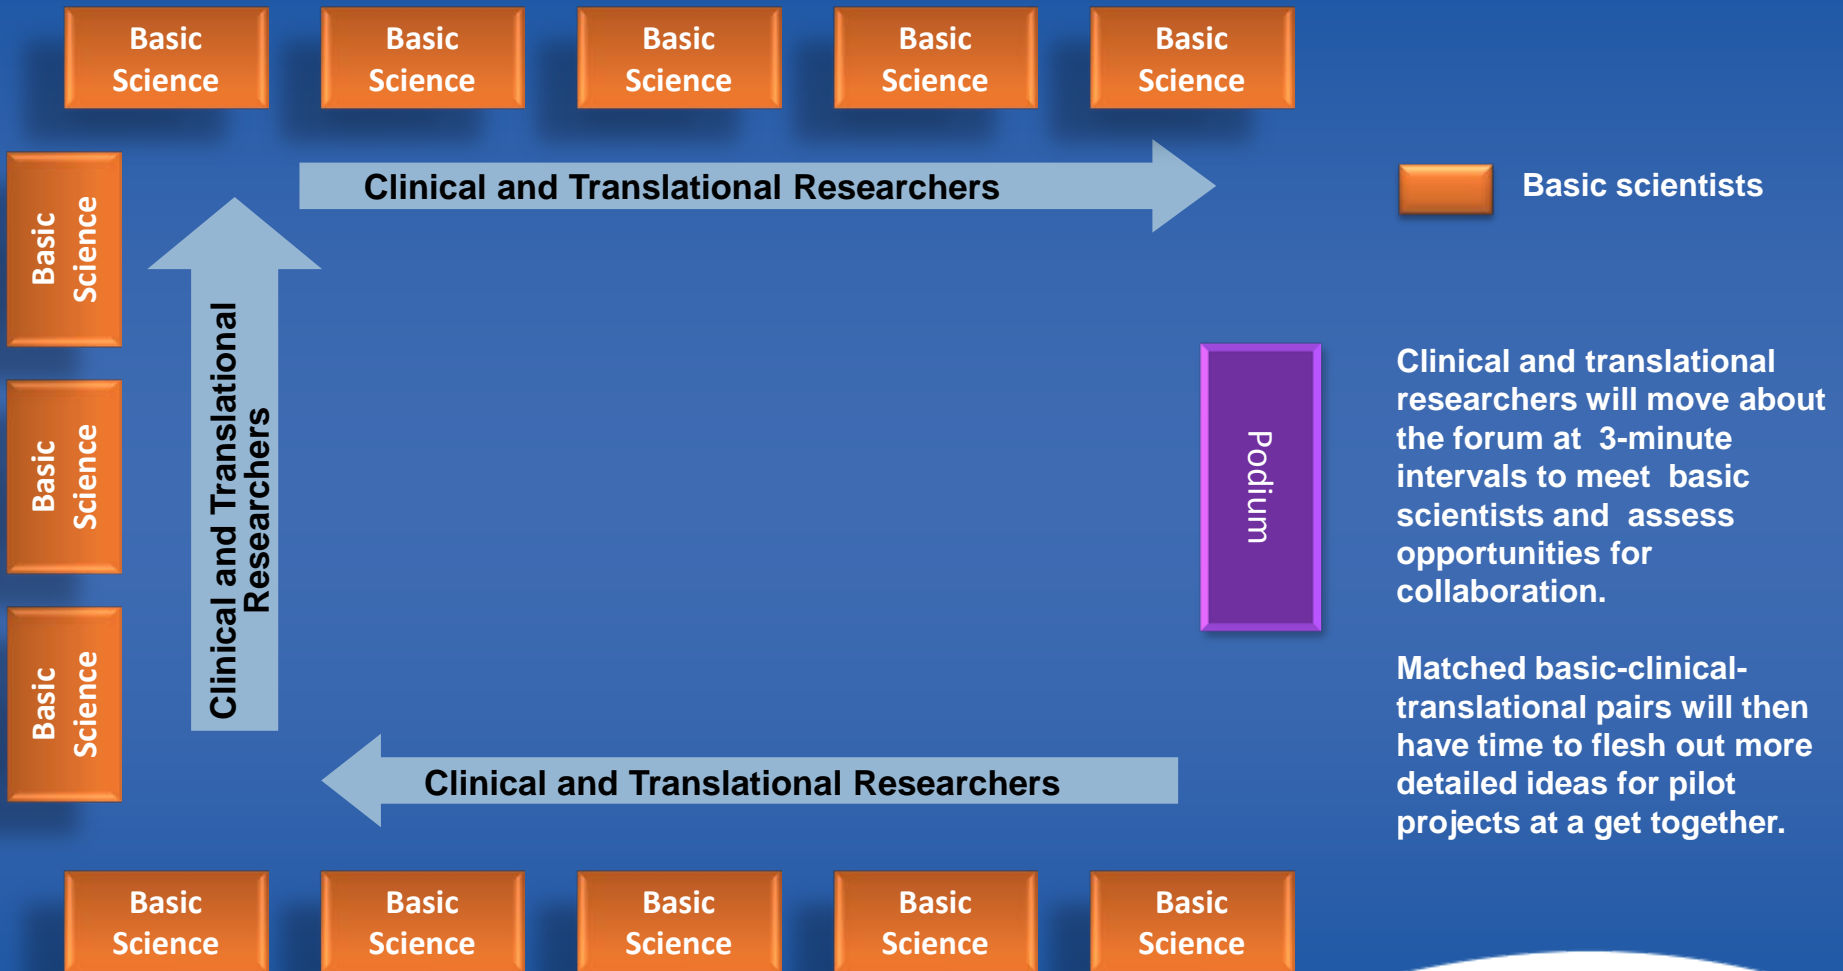 Basic
Science
Basic
Science
Basic
Science
Basic
Science
Basic
Science
Clinical and Translational Researchers
Basic scientists
Basic
Science
Basic
Science
Basic
Science
Clinical and Translational
Researchers
Podium
Clinical and translational
researchers will move about
the forum at 3-minute
intervals to meet basic
scientists and assess
opportunities for
collaboration.
Matched basic-clinical-
translational pairs will then
have time to flesh out more
detailed ideas for pilot
projects at a get together.
Clinical and Translational Researchers
Basic
Science
Basic
Science
Basic
Science
Basic
Science
Basic
Science